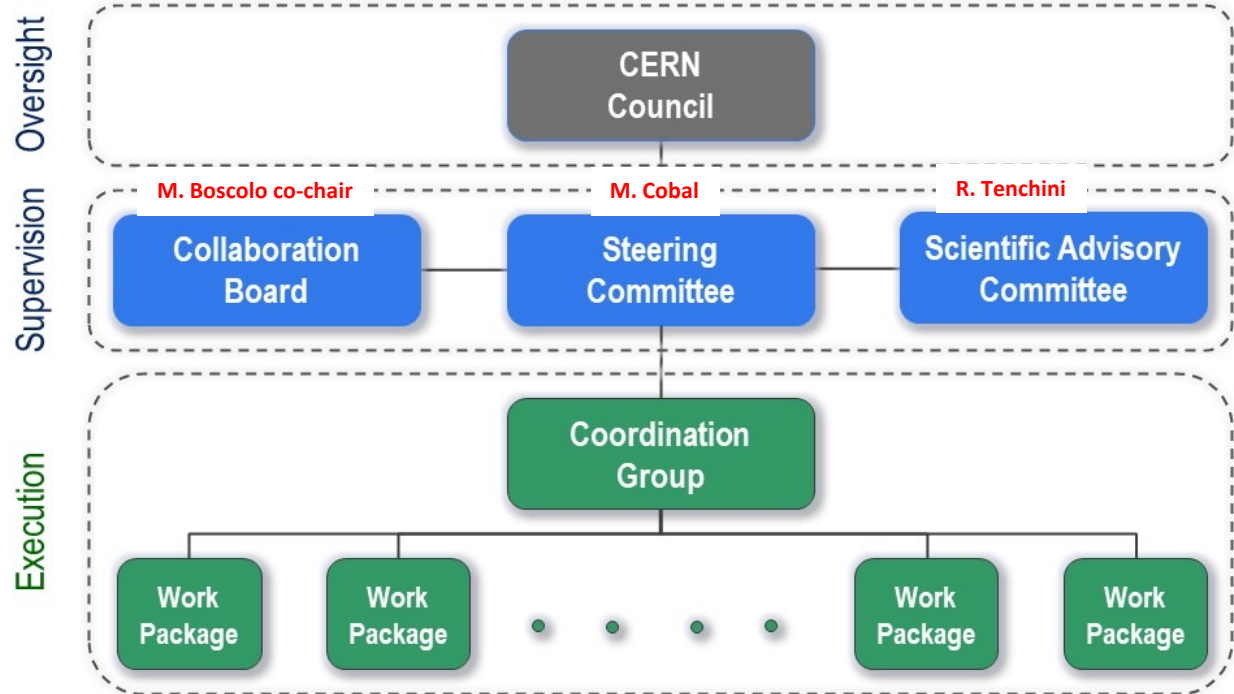 Oversight
CERN
Council
Supervision
M. Boscolo co-chair
M. Cobal
R. Tenchini
Collaboration
Board
Steering
Committee
Scientific Advisory
Committee
Execution
Coordination
Group
Work
Package
Work
Package
Work
Package
Work
Package